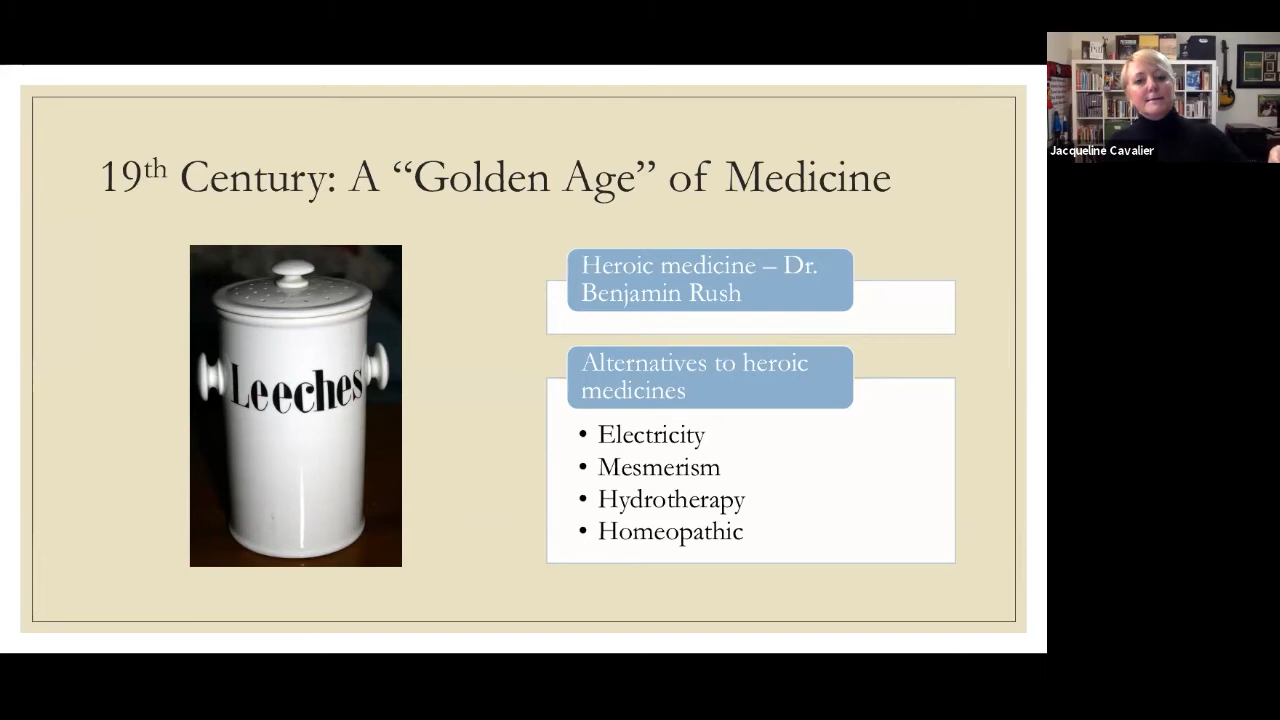 19th Century: A “Golden Age” of Medicine
Leeches
Heroic medicine – Dr.
Benjamin Rush
Alternatives to heroic
medicines
• Electricity
• Mesmerism
• Hydrotherapy
• Homeopathic
Jacqueline Cavalier